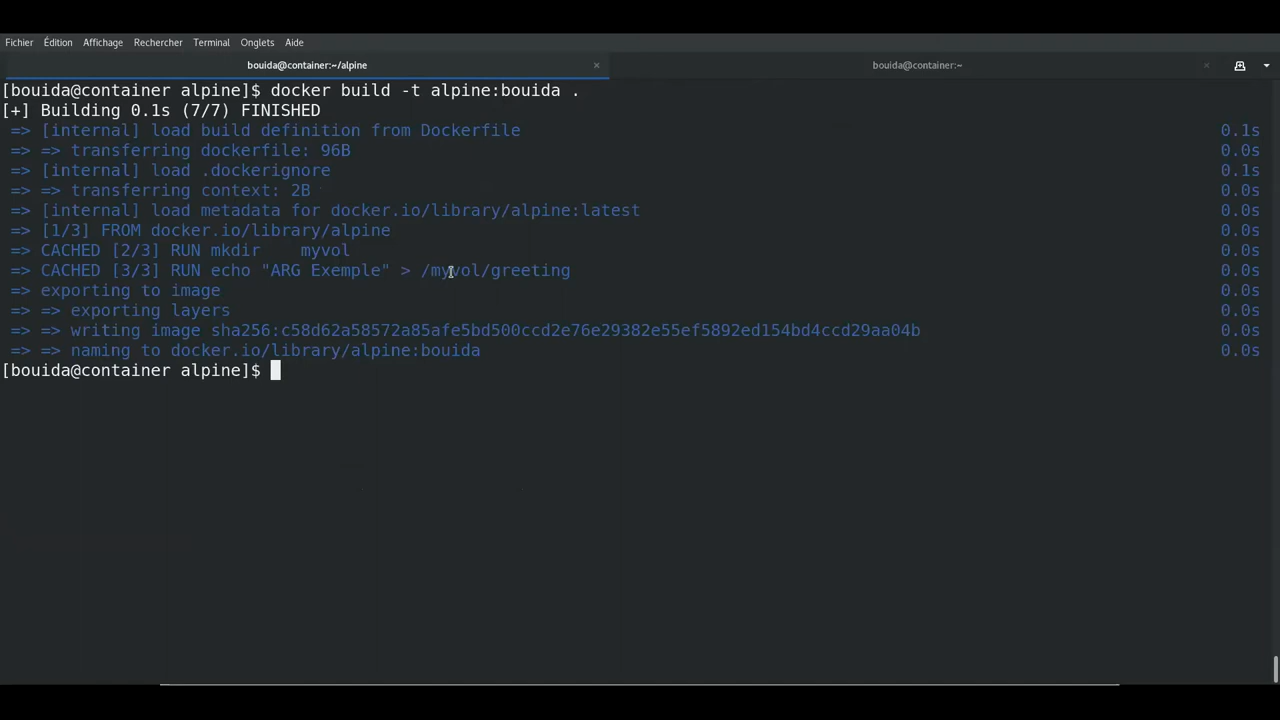 Fichier Édition Affichage Rechercher Terminal Onglets Aide
bouida@container:~/alpine × bouida@container:~ ×
[bouida@container alpine]$ docker build -t alpine:bouida .
[+] Building 0.1s (7/7) FINISHED
=> [internal] load build definition from Dockerfile 0.1s
=> => transferring dockerfile: 96B 0.0s
=> [internal] load .dockerignore 0.1s
=> => transferring context: 2B 0.0s
=> [internal] load metadata for docker.io/library/alpine:latest 0.0s
=> [1/3] FROM docker.io/library/alpine 0.0s
=> CACHED [2/3] RUN mkdir    myvol 0.0s
=> CACHED [3/3] RUN echo "ARG Exemple" > /myvol/greeting 0.0s
=> exporting to image 0.0s
=> => exporting layers 0.0s
=> => writing image sha256:c58d62a58572a85afe5bd500ccd2e76e29382e55ef5892ed154bd4ccd29aa04b 0.0s
=> => naming to docker.io/library/alpine:bouida 0.0s
[bouida@container alpine]$